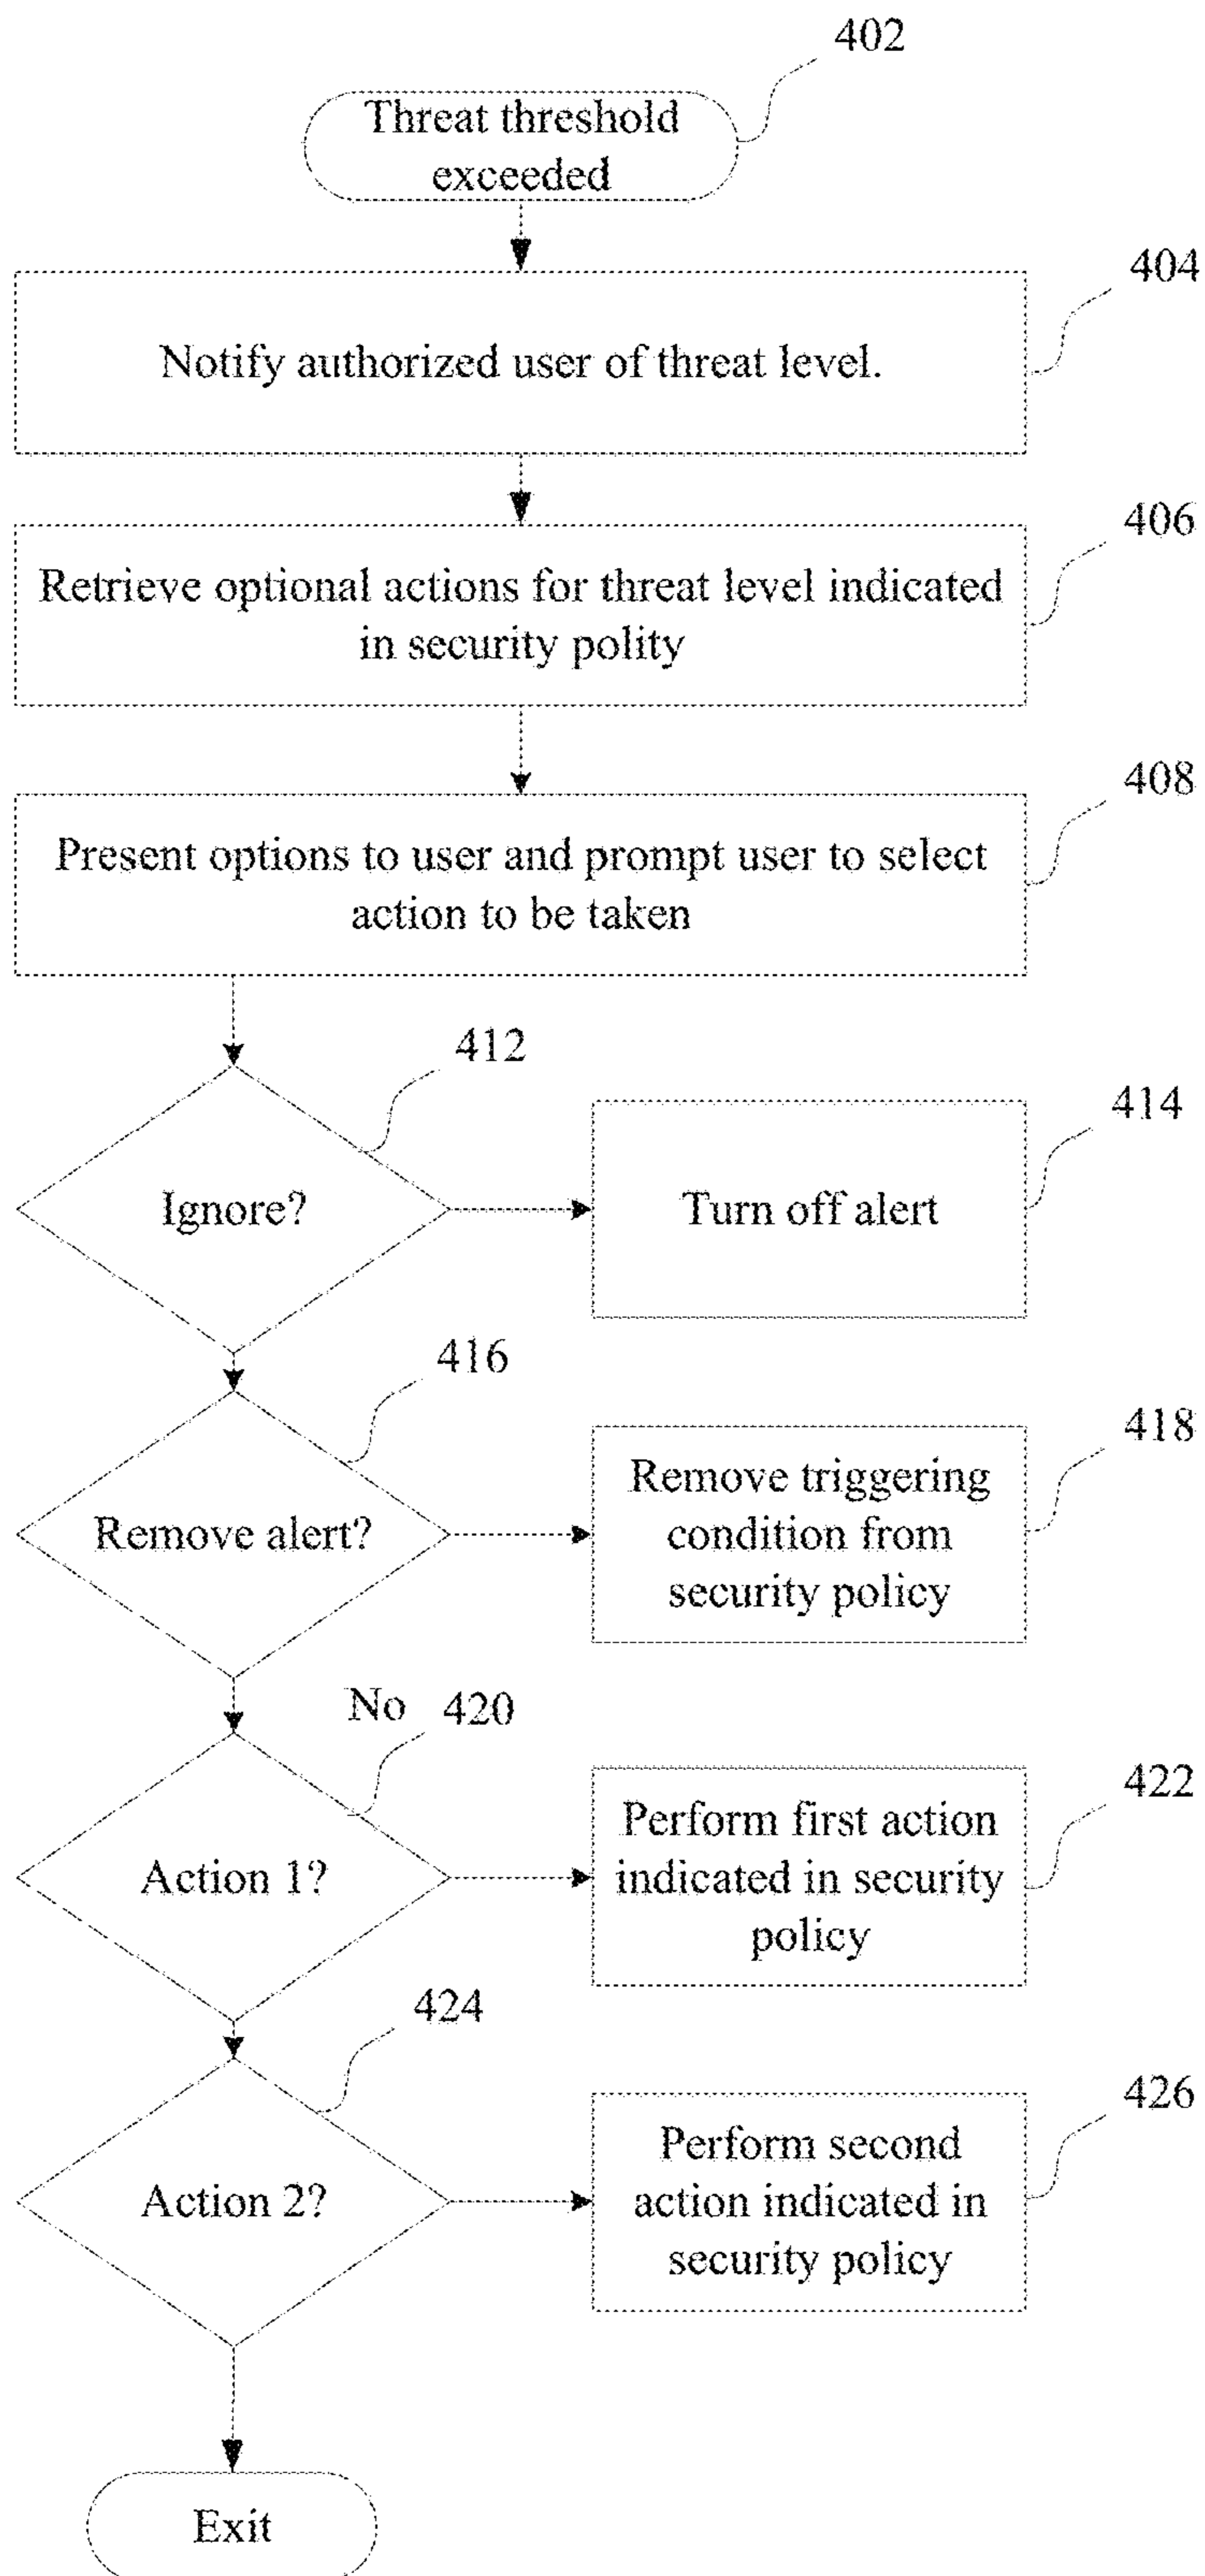 402
Threat threshold
exceeded
404
Notify authorized user of threat level.
406
Retrieve optional actions for threat level indicated
in security polity
408
Present options to user and prompt user to select
action to be taken
412
414
Ignore?
Turn off alert
416
418
Remove alert?
Remove triggering
condition from
security policy
No
420
422
Action 1?
Perform first action
indicated in security
policy
424
426
Action 2?
Perform second
action indicated in
security policy
Exit